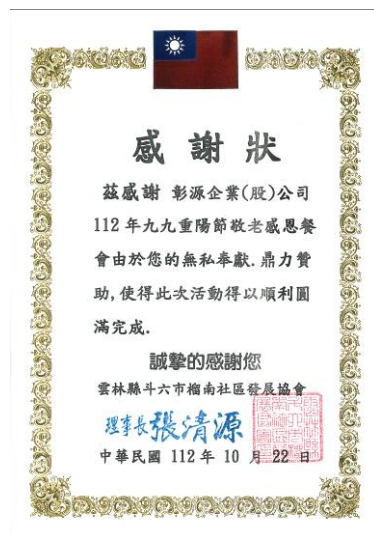 感謝狀
茲感謝 彰源企業(股)公司
112 年九九重陽節敬老感恩餐
會由於您的無私奉獻.鼎力贊
助,使得此次活動得以順利圓
滿完成.
誠摯的感謝您
雲林縣斗六市榴南社區發展協會
理事長張清源
中華民國 112 年 10 月 22 日